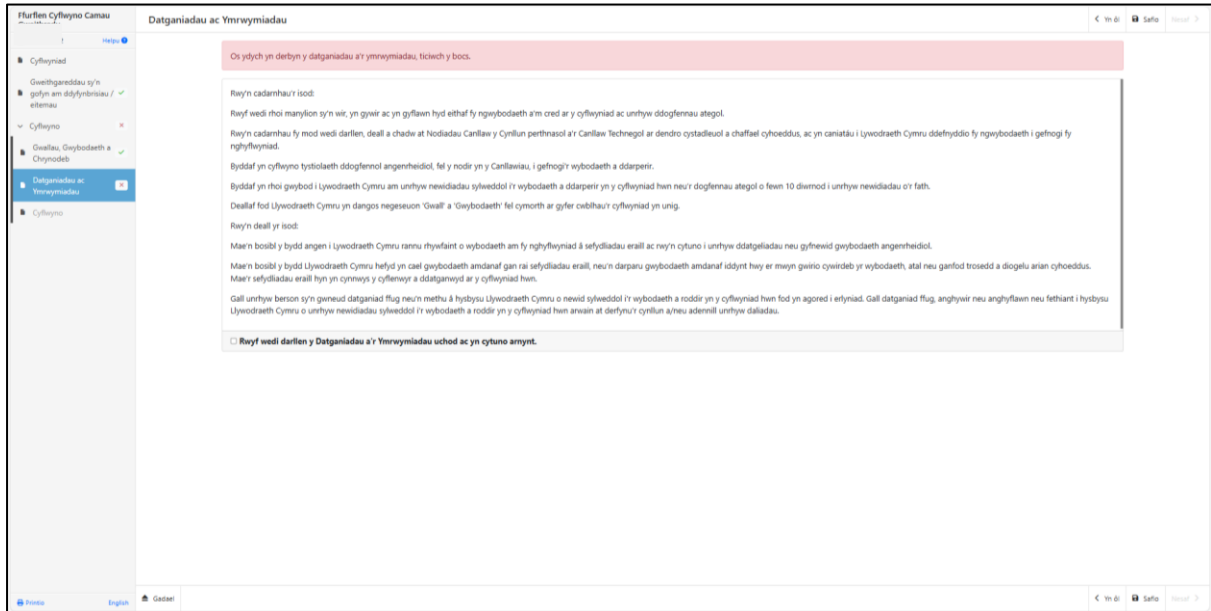 Ffurflen Cyflwyno Camau
Datganiadau ac Ymrwymiadau
Yn ôl
Safio
Nesaf
!
Helpu
Cyflwyniad
Gweithgareddau sy'n
gofyn am ddyfynbrisiau /
eitemau
Cyflwyno
Gwallau, Gwybodaeth a
Chrynodeb
Datganiadau ac
Ymrwymiadau
Cyflwyno
Os ydych yn derbyn y datganiadau a'r ymrwymiadau, ticiwch y bocs.
Rwy'n cadarnhau'r isod:
Rwyf wedi rhoi manylion sy'n wir, yn gywir ac yn gyflawn hyd eithaf fy ngwybodaeth a'm cred ar y cyflwyniad ac unrhyw ddogfennau ategol.
Rwy'n cadarnhau fy mod wedi darllen, deall a chadw at Nodiadau Canllaw y Cynllun perthnasol a'r Canllaw Technegol ar dendro cystadleuol a chaffael cyhoeddus, ac yn caniatáu i Lywodraeth Cymru ddefnyddio fy ngwybodaeth i gefnogi fy
nghyflwyniad.
Byddaf yn cyflwyno tystiolaeth ddogfennol angenrheidiol, fel y nodir yn y Canllawiau, i gefnogi'r wybodaeth a ddarperir.
Byddaf yn rhoi gwybod i Lywodraeth Cymru am unrhyw newidiadau sylweddol i'r wybodaeth a ddarperir yn y cyflwyniad hwn neu'r dogfennau ategol o fewn 10 diwrnod i unrhyw newidiadau o'r fath.
Deallaf fod Llywodraeth Cymru yn dangos negeseuon 'Gwall' a 'Gwybodaeth' fel cymorth ar gyfer cwblhau'r cyflwyniad yn unig.
Rwy'n deall yr isod:
Mae'n bosibl y bydd angen i Lywodraeth Cymru rannu rhywfaint o wybodaeth am fy nghyflwyniad â sefydliadau eraill ac rwy'n cytuno i unrhyw ddatgeliadau neu gyfnewid gwybodaeth angenrheidiol.
Mae'n bosibl y bydd Llywodraeth Cymru hefyd yn cael gwybodaeth amdanaf gan rai sefydliadau eraill, neu'n darparu gwybodaeth amdanaf iddynt hwy er mwyn gwirio cywirdeb yr wybodaeth, atal neu ganfod trosedd a diogelu arian cyhoeddus.
Mae'r sefydliadau eraill hyn yn cynnwys y cyflenwyr a ddatganwyd ar y cyflwyniad hwn.
Gall unrhyw berson sy'n gwneud datganiad ffug neu'n methu â hysbysu Llywodraeth Cymru o newid sylweddol i'r wybodaeth a roddir yn y cyflwyniad hwn fod yn agored i erlyniad. Gall datganiad ffug, anghywir neu anghyflawn neu fethiant i hysbysu
Llywodraeth Cymru o unrhyw newidiadau sylweddol i'r wybodaeth a roddir yn y cyflwyniad hwn arwain at derfynu'r cynllun a/neu adennill unrhyw daliadau.
Rwyf wedi darllen y Datganiadau a'r Ymrwymiadau uchod ac yn cytuno arnynt.
Printio
English
Gadael
Yn ôl
Safio
Nesaf